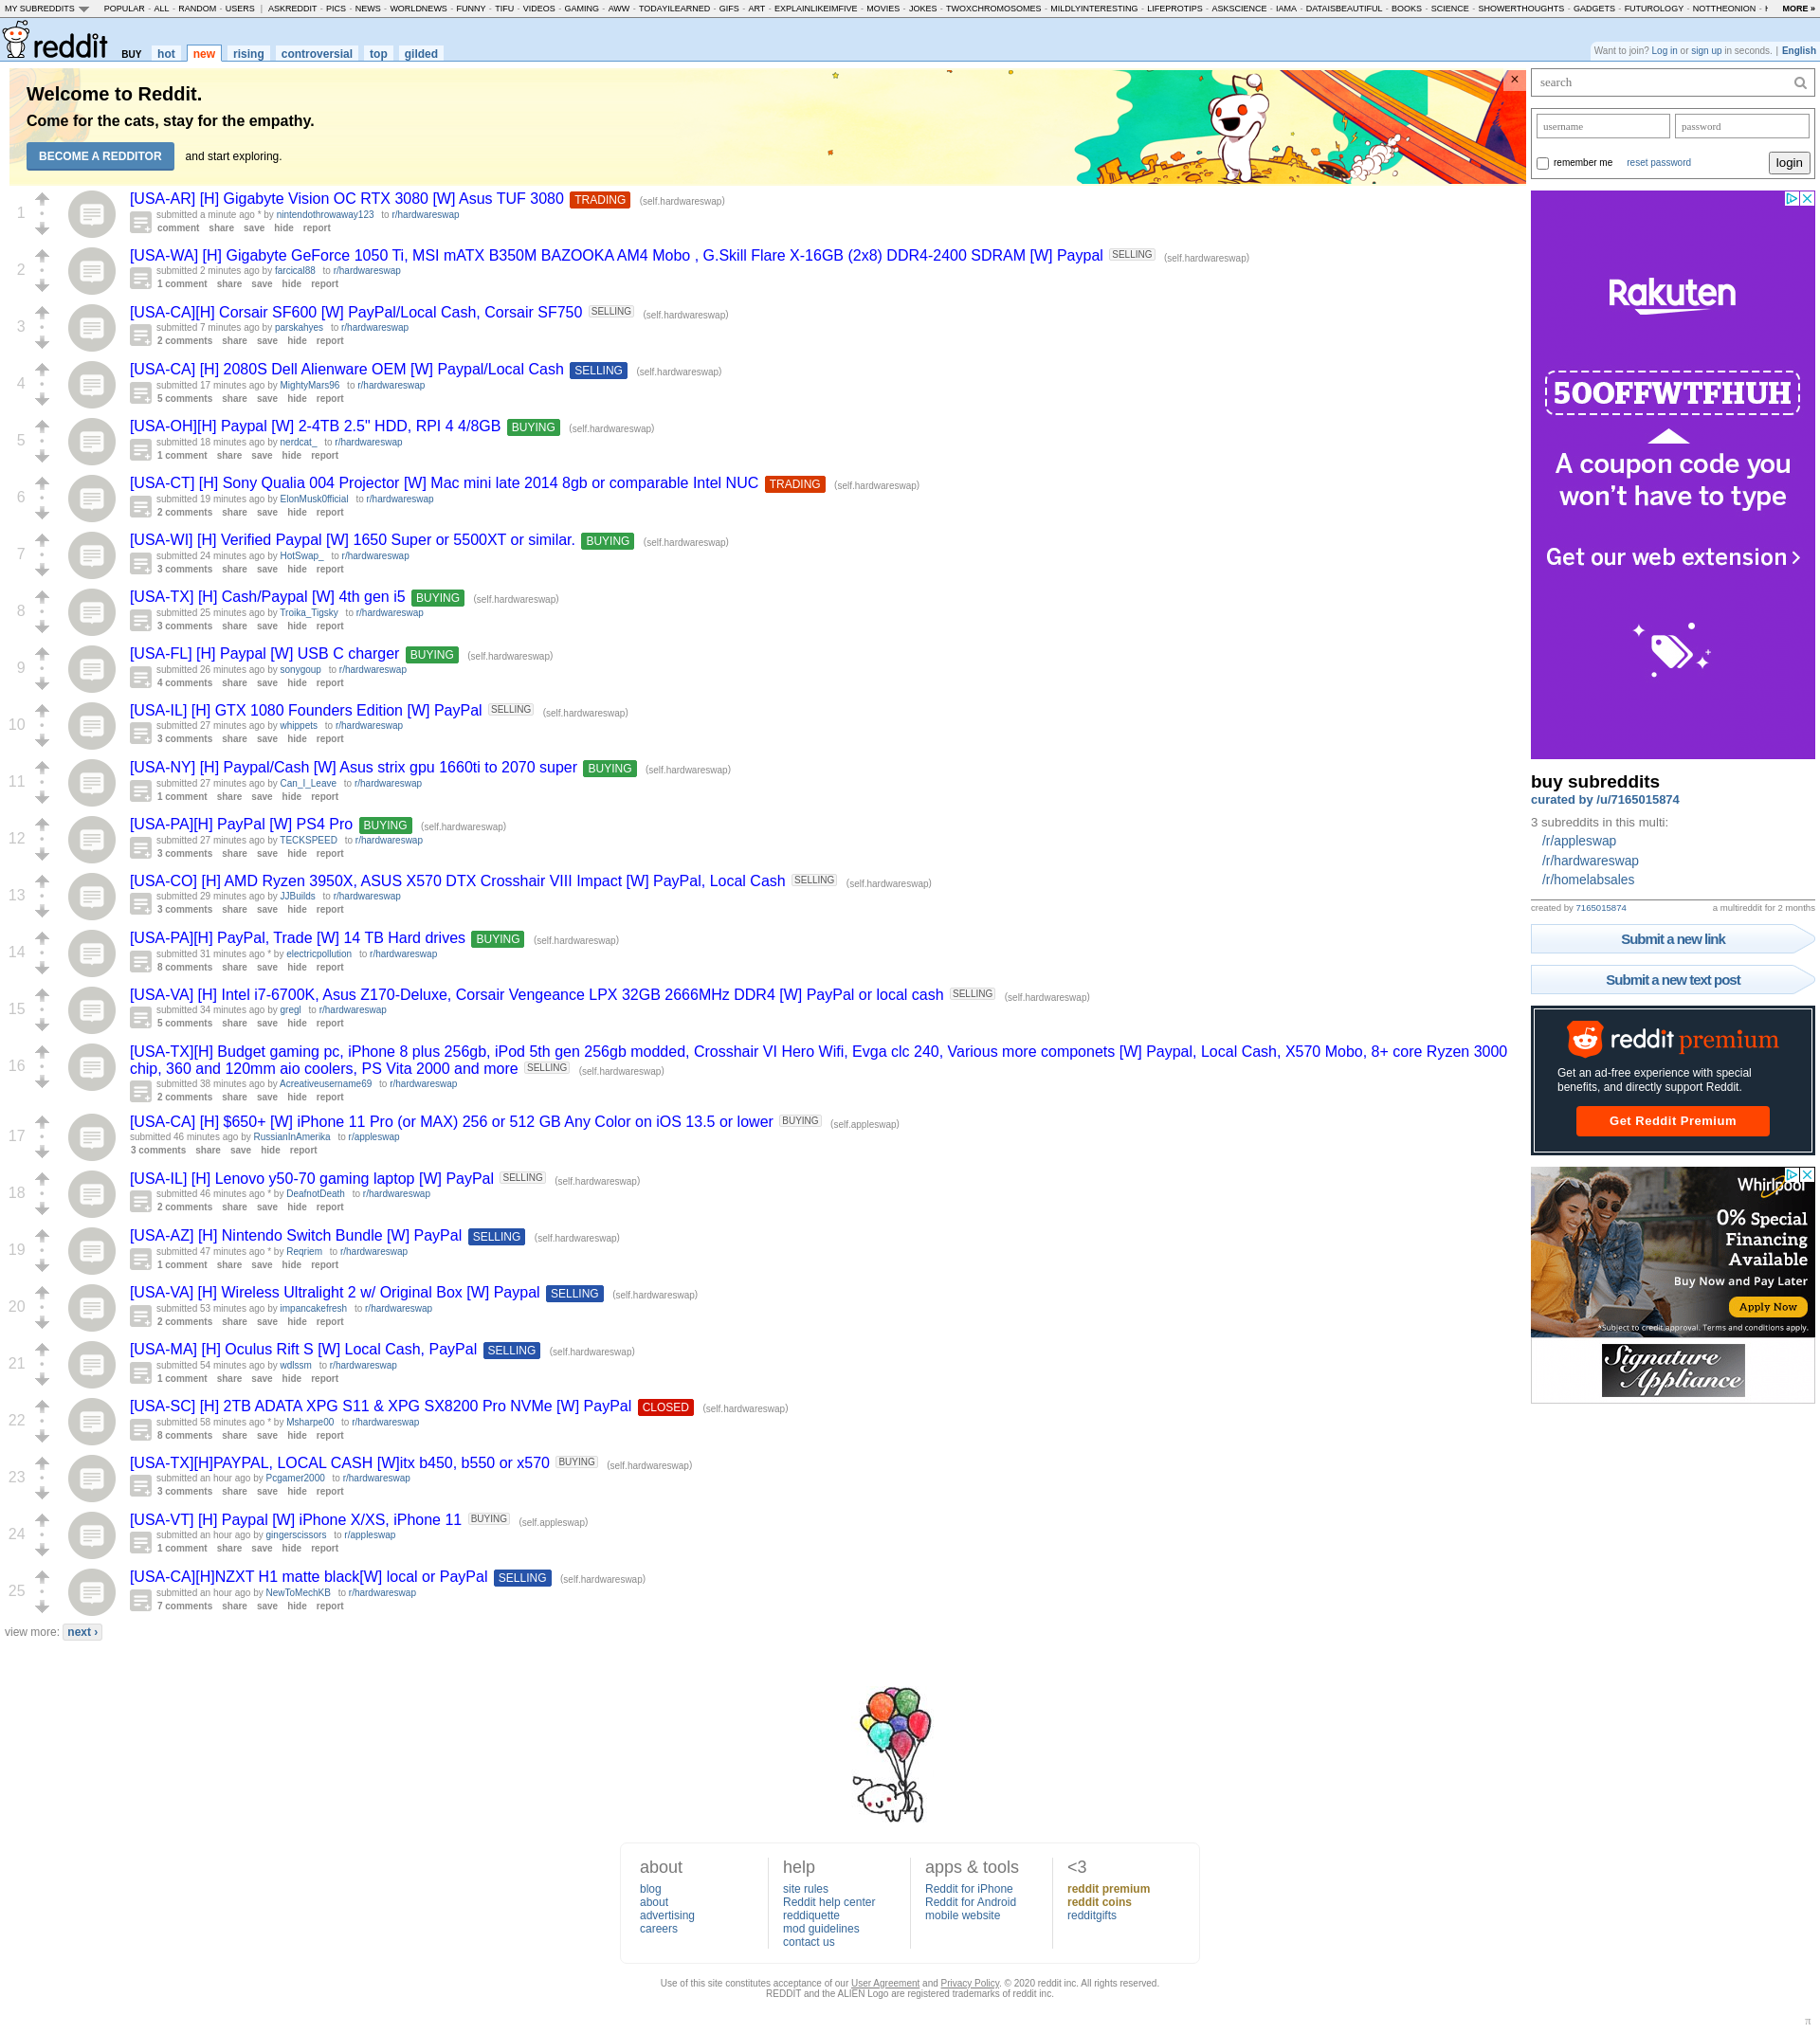 MY SUBREDDITS POPULAR - ALL - RANDOM - USERS | ASKREDDIT - PICS - NEWS - WORLDNEWS - FUNNY - TIFU - VIDEOS - GAMING - AWW - TODAYILEARNED - GIFS - ART - EXPLAINLIKEIMFIVE - MOVIES - JOKES - TWOXCHROMOSOMES - MILDLYINTERESTING - LIFEPROTIPS - ASKSCIENCE - IAMA - DATAISBEAUTIFUL - BOOKS - SCIENCE - SHOWERTHOUGHTS - GADGETS - FUTUROLOGY - NOTTHEONION - MORE »
reddit BUY hot new rising controversial top gilded
Want to join? Log in or sign up in seconds. | English
Welcome to Reddit.
Come for the cats, stay for the empathy.
BECOME A REDDITOR and start exploring.
×
1
[USA-AR] [H] Gigabyte Vision OC RTX 3080 [W] Asus TUF 3080 TRADING (self.hardwareswap)
submitted a minute ago * by nintendothrowaway123 to r/hardwareswap
comment share save hide report
2
[USA-WA] [H] Gigabyte GeForce 1050 Ti, MSI mATX B350M BAZOOKA AM4 Mobo , G.Skill Flare X-16GB (2x8) DDR4-2400 SDRAM [W] Paypal SELLING (self.hardwareswap)
submitted 2 minutes ago by farcical88 to r/hardwareswap
1 comment share save hide report
3
[USA-CA][H] Corsair SF600 [W] PayPal/Local Cash, Corsair SF750 SELLING (self.hardwareswap)
submitted 7 minutes ago by parskahyes to r/hardwareswap
2 comments share save hide report
4
[USA-CA] [H] 2080S Dell Alienware OEM [W] Paypal/Local Cash SELLING (self.hardwareswap)
submitted 17 minutes ago by MightyMars96 to r/hardwareswap
5 comments share save hide report
5
[USA-OH][H] Paypal [W] 2-4TB 2.5" HDD, RPI 4 4/8GB BUYING (self.hardwareswap)
submitted 18 minutes ago by nerdcat_ to r/hardwareswap
1 comment share save hide report
6
[USA-CT] [H] Sony Qualia 004 Projector [W] Mac mini late 2014 8gb or comparable Intel NUC TRADING (self.hardwareswap)
submitted 19 minutes ago by ElonMusk0fficial to r/hardwareswap
2 comments share save hide report
7
[USA-WI] [H] Verified Paypal [W] 1650 Super or 5500XT or similar. BUYING (self.hardwareswap)
submitted 24 minutes ago by HotSwap_ to r/hardwareswap
3 comments share save hide report
8
[USA-TX] [H] Cash/Paypal [W] 4th gen i5 BUYING (self.hardwareswap)
submitted 25 minutes ago by Troika_Tigsky to r/hardwareswap
3 comments share save hide report
9
[USA-FL] [H] Paypal [W] USB C charger BUYING (self.hardwareswap)
submitted 26 minutes ago by sonygoup to r/hardwareswap
4 comments share save hide report
10
[USA-IL] [H] GTX 1080 Founders Edition [W] PayPal SELLING (self.hardwareswap)
submitted 27 minutes ago by whippets to r/hardwareswap
3 comments share save hide report
11
[USA-NY] [H] Paypal/Cash [W] Asus strix gpu 1660ti to 2070 super BUYING (self.hardwareswap)
submitted 27 minutes ago by Can_I_Leave to r/hardwareswap
1 comment share save hide report
12
[USA-PA][H] PayPal [W] PS4 Pro BUYING (self.hardwareswap)
submitted 27 minutes ago by TECKSPEED to r/hardwareswap
3 comments share save hide report
13
[USA-CO] [H] AMD Ryzen 3950X, ASUS X570 DTX Crosshair VIII Impact [W] PayPal, Local Cash SELLING (self.hardwareswap)
submitted 29 minutes ago by JJBuilds to r/hardwareswap
3 comments share save hide report
14
[USA-PA][H] PayPal, Trade [W] 14 TB Hard drives BUYING (self.hardwareswap)
submitted 31 minutes ago * by electricpollution to r/hardwareswap
8 comments share save hide report
15
[USA-VA] [H] Intel i7-6700K, Asus Z170-Deluxe, Corsair Vengeance LPX 32GB 2666MHz DDR4 [W] PayPal or local cash SELLING (self.hardwareswap)
submitted 34 minutes ago by gregl to r/hardwareswap
5 comments share save hide report
16
[USA-TX][H] Budget gaming pc, iPhone 8 plus 256gb, iPod 5th gen 256gb modded, Crosshair VI Hero Wifi, Evga clc 240, Various more componets [W] Paypal, Local Cash, X570 Mobo, 8+ core Ryzen 3000
chip, 360 and 120mm aio coolers, PS Vita 2000 and more SELLING (self.hardwareswap)
submitted 38 minutes ago by Acreativeusername69 to r/hardwareswap
2 comments share save hide report
17
[USA-CA] [H] $650+ [W] iPhone 11 Pro (or MAX) 256 or 512 GB Any Color on iOS 13.5 or lower BUYING (self.appleswap)
submitted 46 minutes ago by RussianInAmerika to r/appleswap
3 comments share save hide report
18
[USA-IL] [H] Lenovo y50-70 gaming laptop [W] PayPal SELLING (self.hardwareswap)
submitted 46 minutes ago * by DeafnotDeath to r/hardwareswap
2 comments share save hide report
19
[USA-AZ] [H] Nintendo Switch Bundle [W] PayPal SELLING (self.hardwareswap)
submitted 47 minutes ago * by Reqriem to r/hardwareswap
1 comment share save hide report
20
[USA-VA] [H] Wireless Ultralight 2 w/ Original Box [W] Paypal SELLING (self.hardwareswap)
submitted 53 minutes ago by impancakefresh to r/hardwareswap
2 comments share save hide report
21
[USA-MA] [H] Oculus Rift S [W] Local Cash, PayPal SELLING (self.hardwareswap)
submitted 54 minutes ago by wdlssm to r/hardwareswap
1 comment share save hide report
22
[USA-SC] [H] 2TB ADATA XPG S11 & XPG SX8200 Pro NVMe [W] PayPal CLOSED (self.hardwareswap)
submitted 58 minutes ago * by Msharpe00 to r/hardwareswap
8 comments share save hide report
23
[USA-TX][H]PAYPAL, LOCAL CASH [W]itx b450, b550 or x570 BUYING (self.hardwareswap)
submitted an hour ago by Pcgamer2000 to r/hardwareswap
3 comments share save hide report
24
[USA-VT] [H] Paypal [W] iPhone X/XS, iPhone 11 BUYING (self.appleswap)
submitted an hour ago by gingerscissors to r/appleswap
1 comment share save hide report
25
[USA-CA][H]NZXT H1 matte black[W] local or PayPal SELLING (self.hardwareswap)
submitted an hour ago by NewToMechKB to r/hardwareswap
7 comments share save hide report
view more: next ›
search
username password
remember me reset password login
Rakuten
50OFFWTFHUH
A coupon code you
won't have to type
Get our web extension ›
buy subreddits
curated by /u/7165015874
3 subreddits in this multi:
/r/appleswap
/r/hardwareswap
/r/homelabsales
created by 7165015874 a multireddit for 2 months
Submit a new link
Submit a new text post
reddit premium
Get an ad-free experience with special
benefits, and directly support Reddit.
Get Reddit Premium
Whirlpool
0% Special
Financing
Available
Buy Now and Pay Later
Apply Now
*Subject to credit approval. Terms and conditions apply.
Signature
Appliance
about help apps & tools <3
blog site rules Reddit for iPhone reddit premium
about Reddit help center Reddit for Android reddit coins
advertising reddiquette mobile website redditgifts
careers mod guidelines
contact us
Use of this site constitutes acceptance of our User Agreement and Privacy Policy. © 2020 reddit inc. All rights reserved.
REDDIT and the ALIEN Logo are registered trademarks of reddit inc.
π